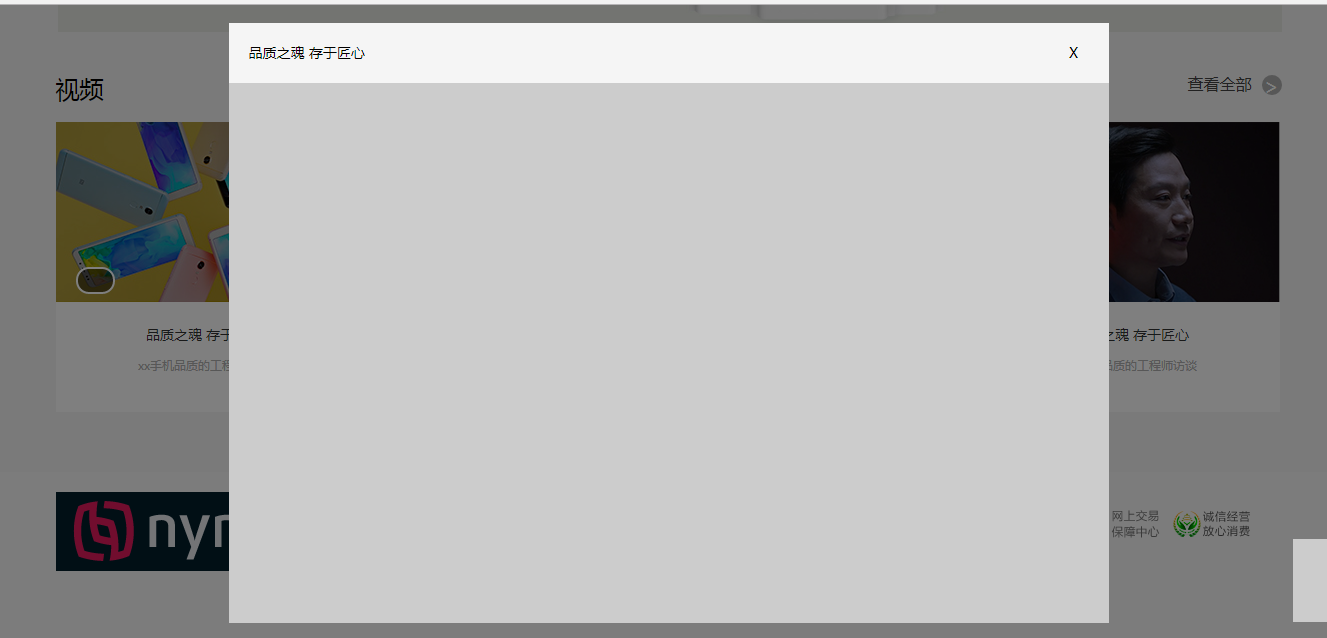 品质之魂 存于匠心
X
视频
查看全部 >
品质之魂 存于
xx手机品质的工程
之魂 存于匠心
品质的工程师访谈
nyr
网上交易
保障中心
诚信经营
放心消费